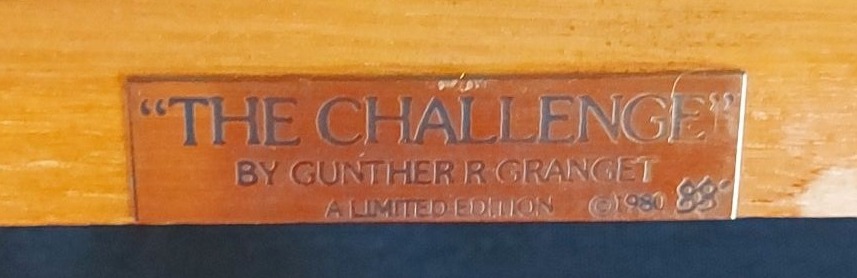 “THE CHALLENGE”
BY GUNTHER R GRANGET
A LIMITED EDITION © 1980